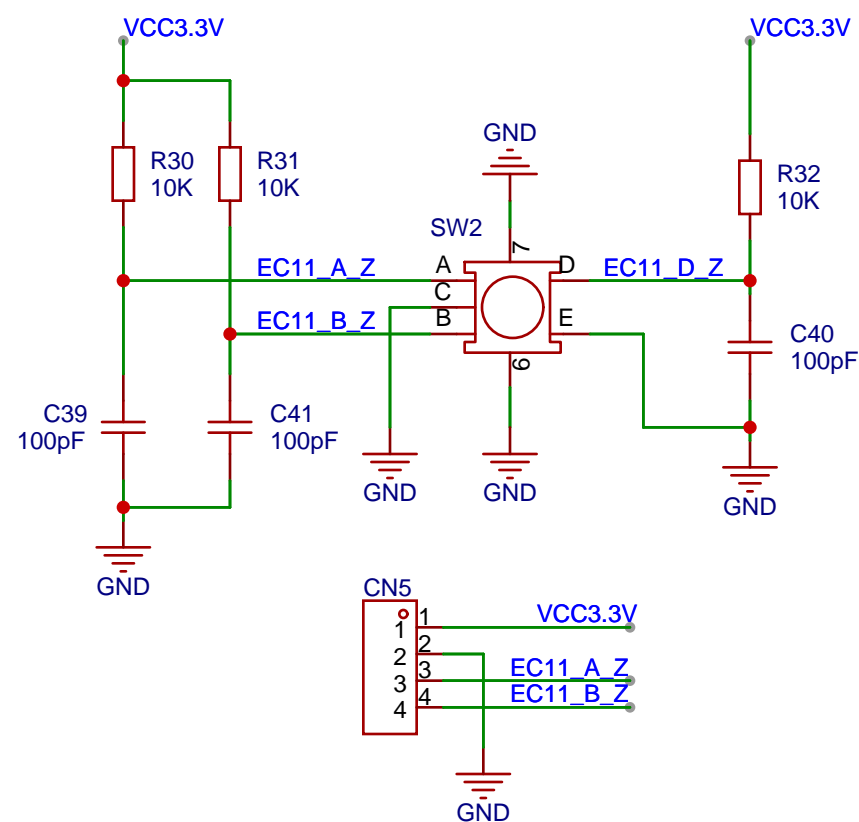 VCC3.3V
VCC3.3V
R30
10K
R31
10K
GND
R32
10K
SW2
7
EC11_A_Z
A
D
EC11_D_Z
C
EC11_B_Z
B
E
6
C39
100pF
C41
100pF
C40
100pF
GND
GND
GND
GND
CN5
1
1
VCC3.3V
2
2
3
3
EC11_A_Z
4
4
EC11_B_Z
GND